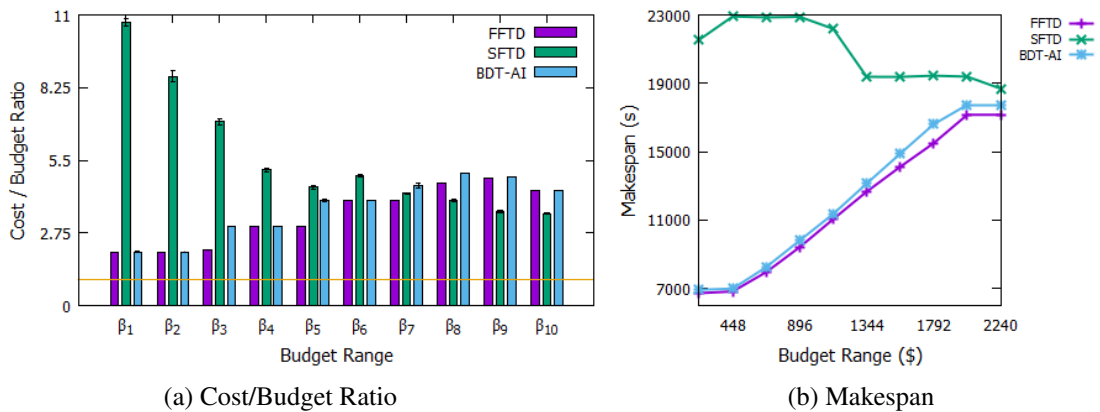 11
8.25
5.5
2.75
0
Cost / Budget Ratio
FFTD
SFTD
BDT-AI
β1 β2 β3 β4 β5 β6 β7 β8 β9 β10
Budget Range
(a) Cost/Budget Ratio
23000
19000
15000
11000
7000
Makespan (s)
FFTD
SFTD
BDT-AI
448 896 1344 1792 2240
Budget Range ($)
(b) Makespan